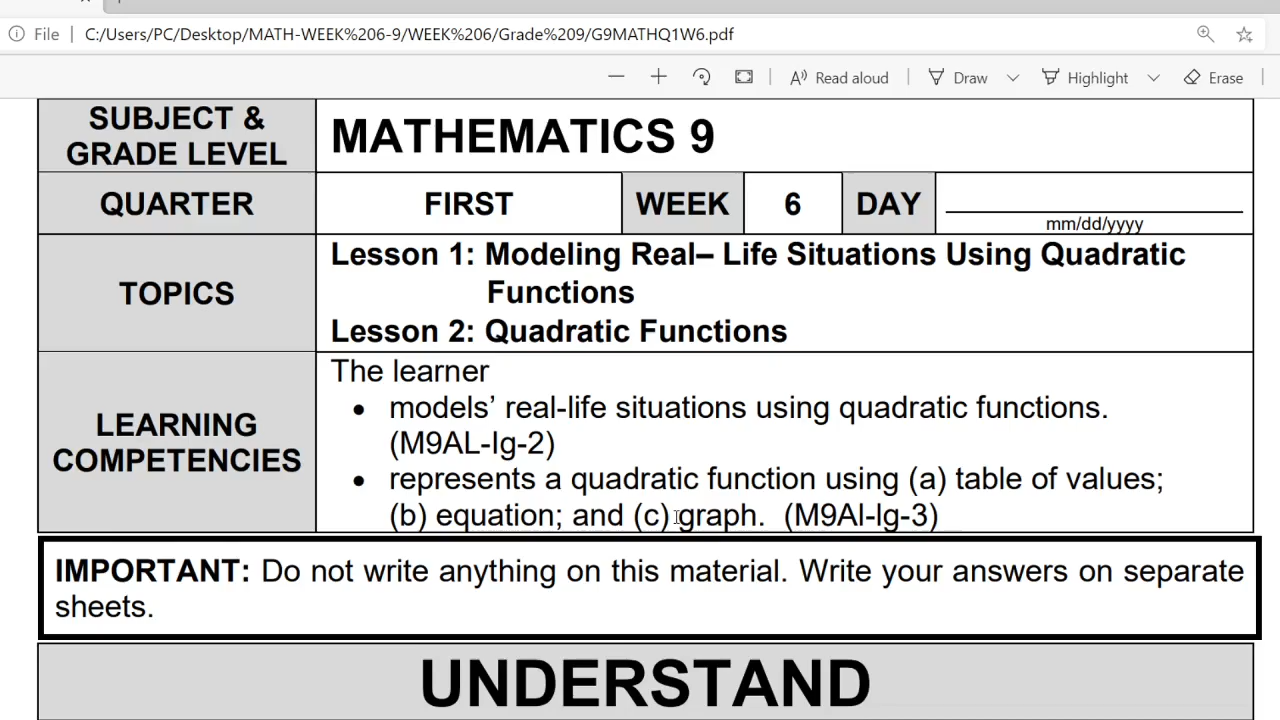 File
C:/Users/PC/Desktop/MATH-WEEK%206-9/WEEK%206/Grade%209/G9MATHQ1W6.pdf
Read aloud
Draw
Highlight
Erase
SUBJECT &
GRADE LEVEL
MATHEMATICS 9
QUARTER
FIRST
WEEK
6
DAY
mm/dd/yyyy
TOPICS
Lesson 1: Modeling Real– Life Situations Using Quadratic
Functions
Lesson 2: Quadratic Functions
LEARNING
COMPETENCIES
The learner
• models’ real-life situations using quadratic functions.
(M9AL-Ig-2)
• represents a quadratic function using (a) table of values;
(b) equation; and (c) graph. (M9Al-lg-3)
IMPORTANT: Do not write anything on this material. Write your answers on separate
sheets.
UNDERSTAND